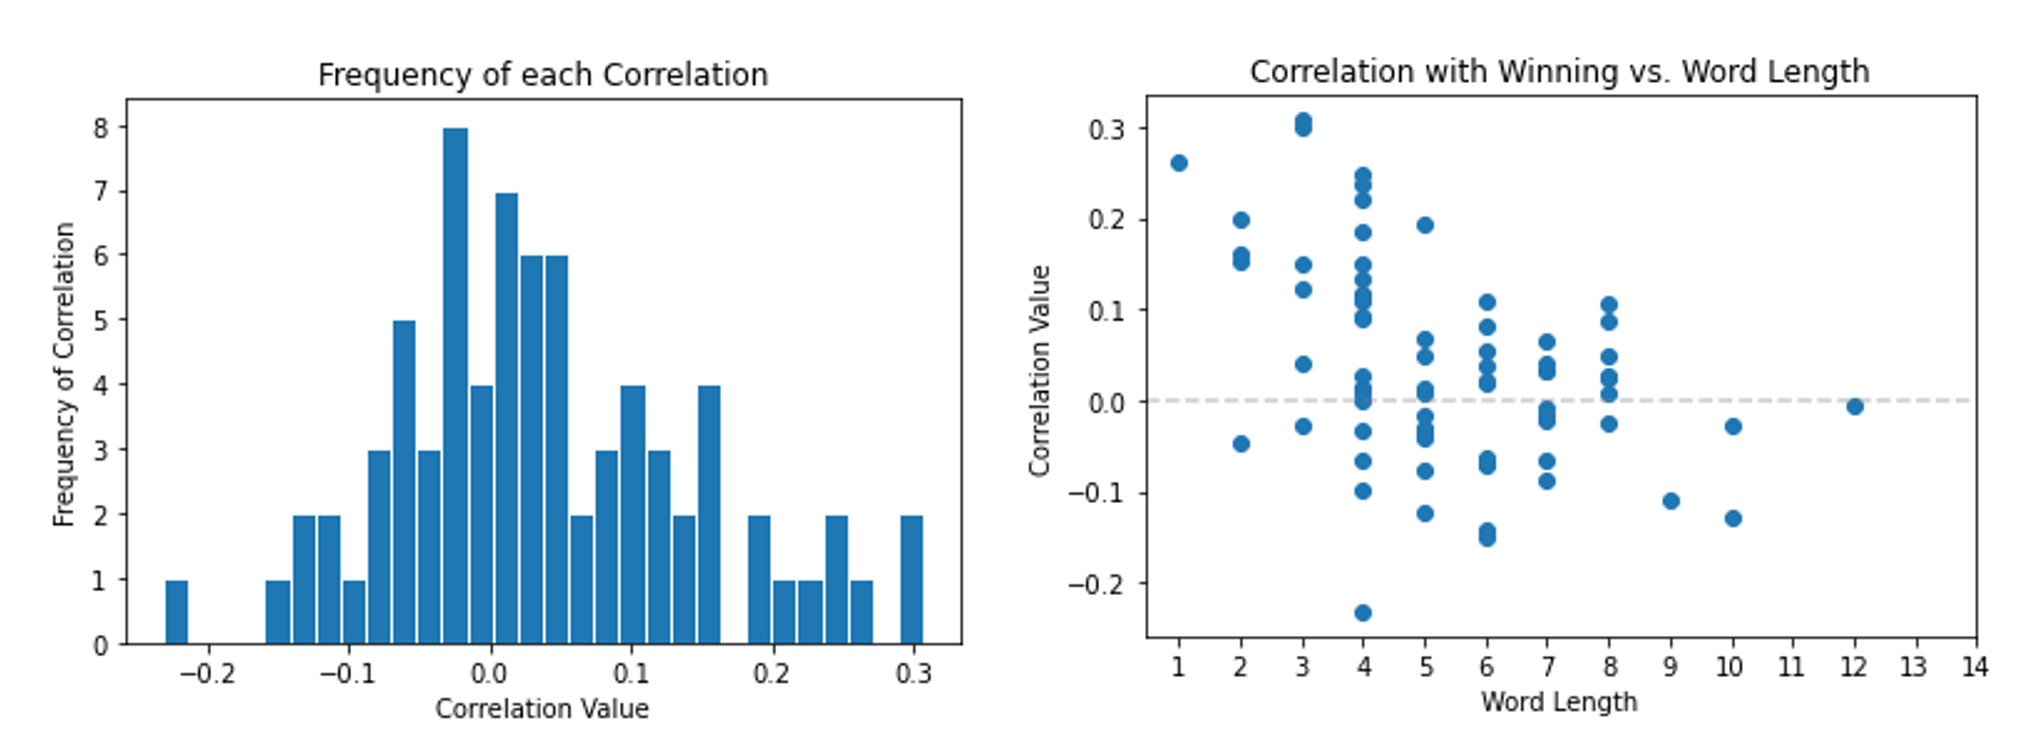 Frequency of each Correlation
8
7
6
5
4
3
2
1
0
Frequency of Correlation
−0.2 −0.1 0.0 0.1 0.2 0.3
Correlation Value
Correlation with Winning vs. Word Length
0.3
0.2
0.1
0.0
−0.1
−0.2
Correlation Value
1 2 3 4 5 6 7 8 9 10 11 12 13 14
Word Length